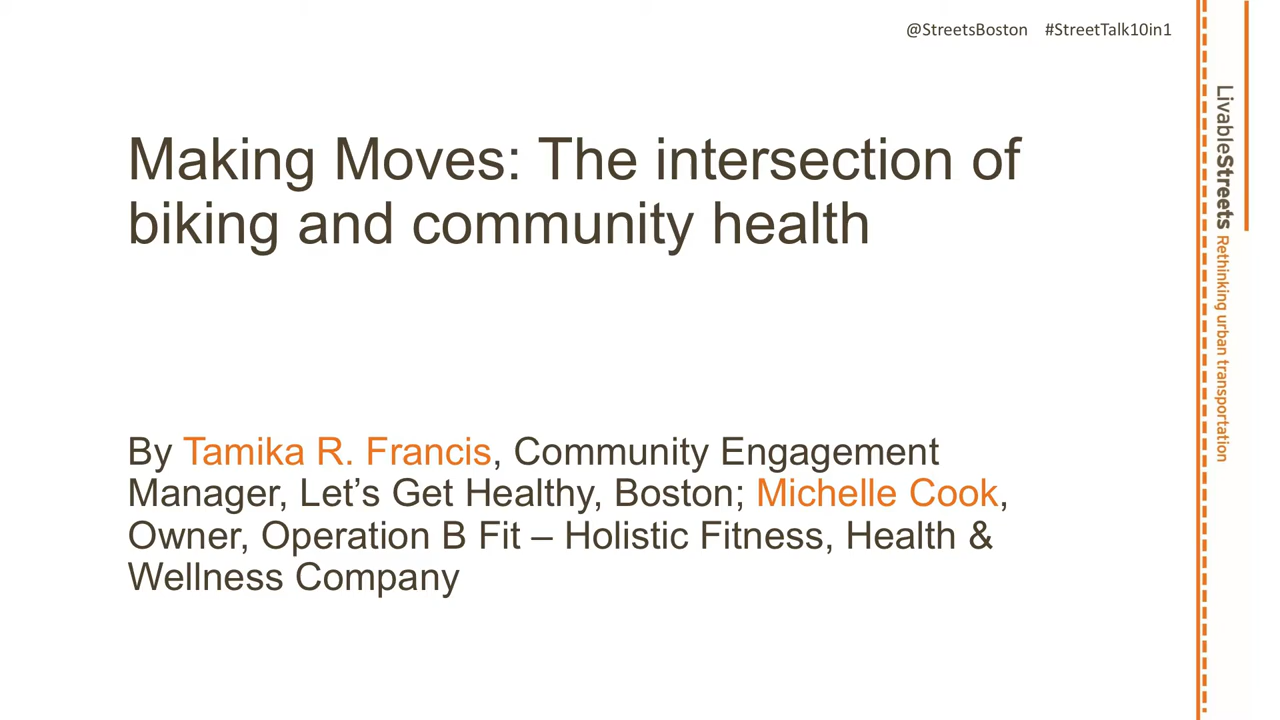 @StreetsBoston #StreetTalk10in1
Making Moves: The intersection of
biking and community health
By Tamika R. Francis, Community Engagement
Manager, Let’s Get Healthy, Boston; Michelle Cook,
Owner, Operation B Fit – Holistic Fitness, Health &
Wellness Company
LivableStreets Rethinking urban transportation